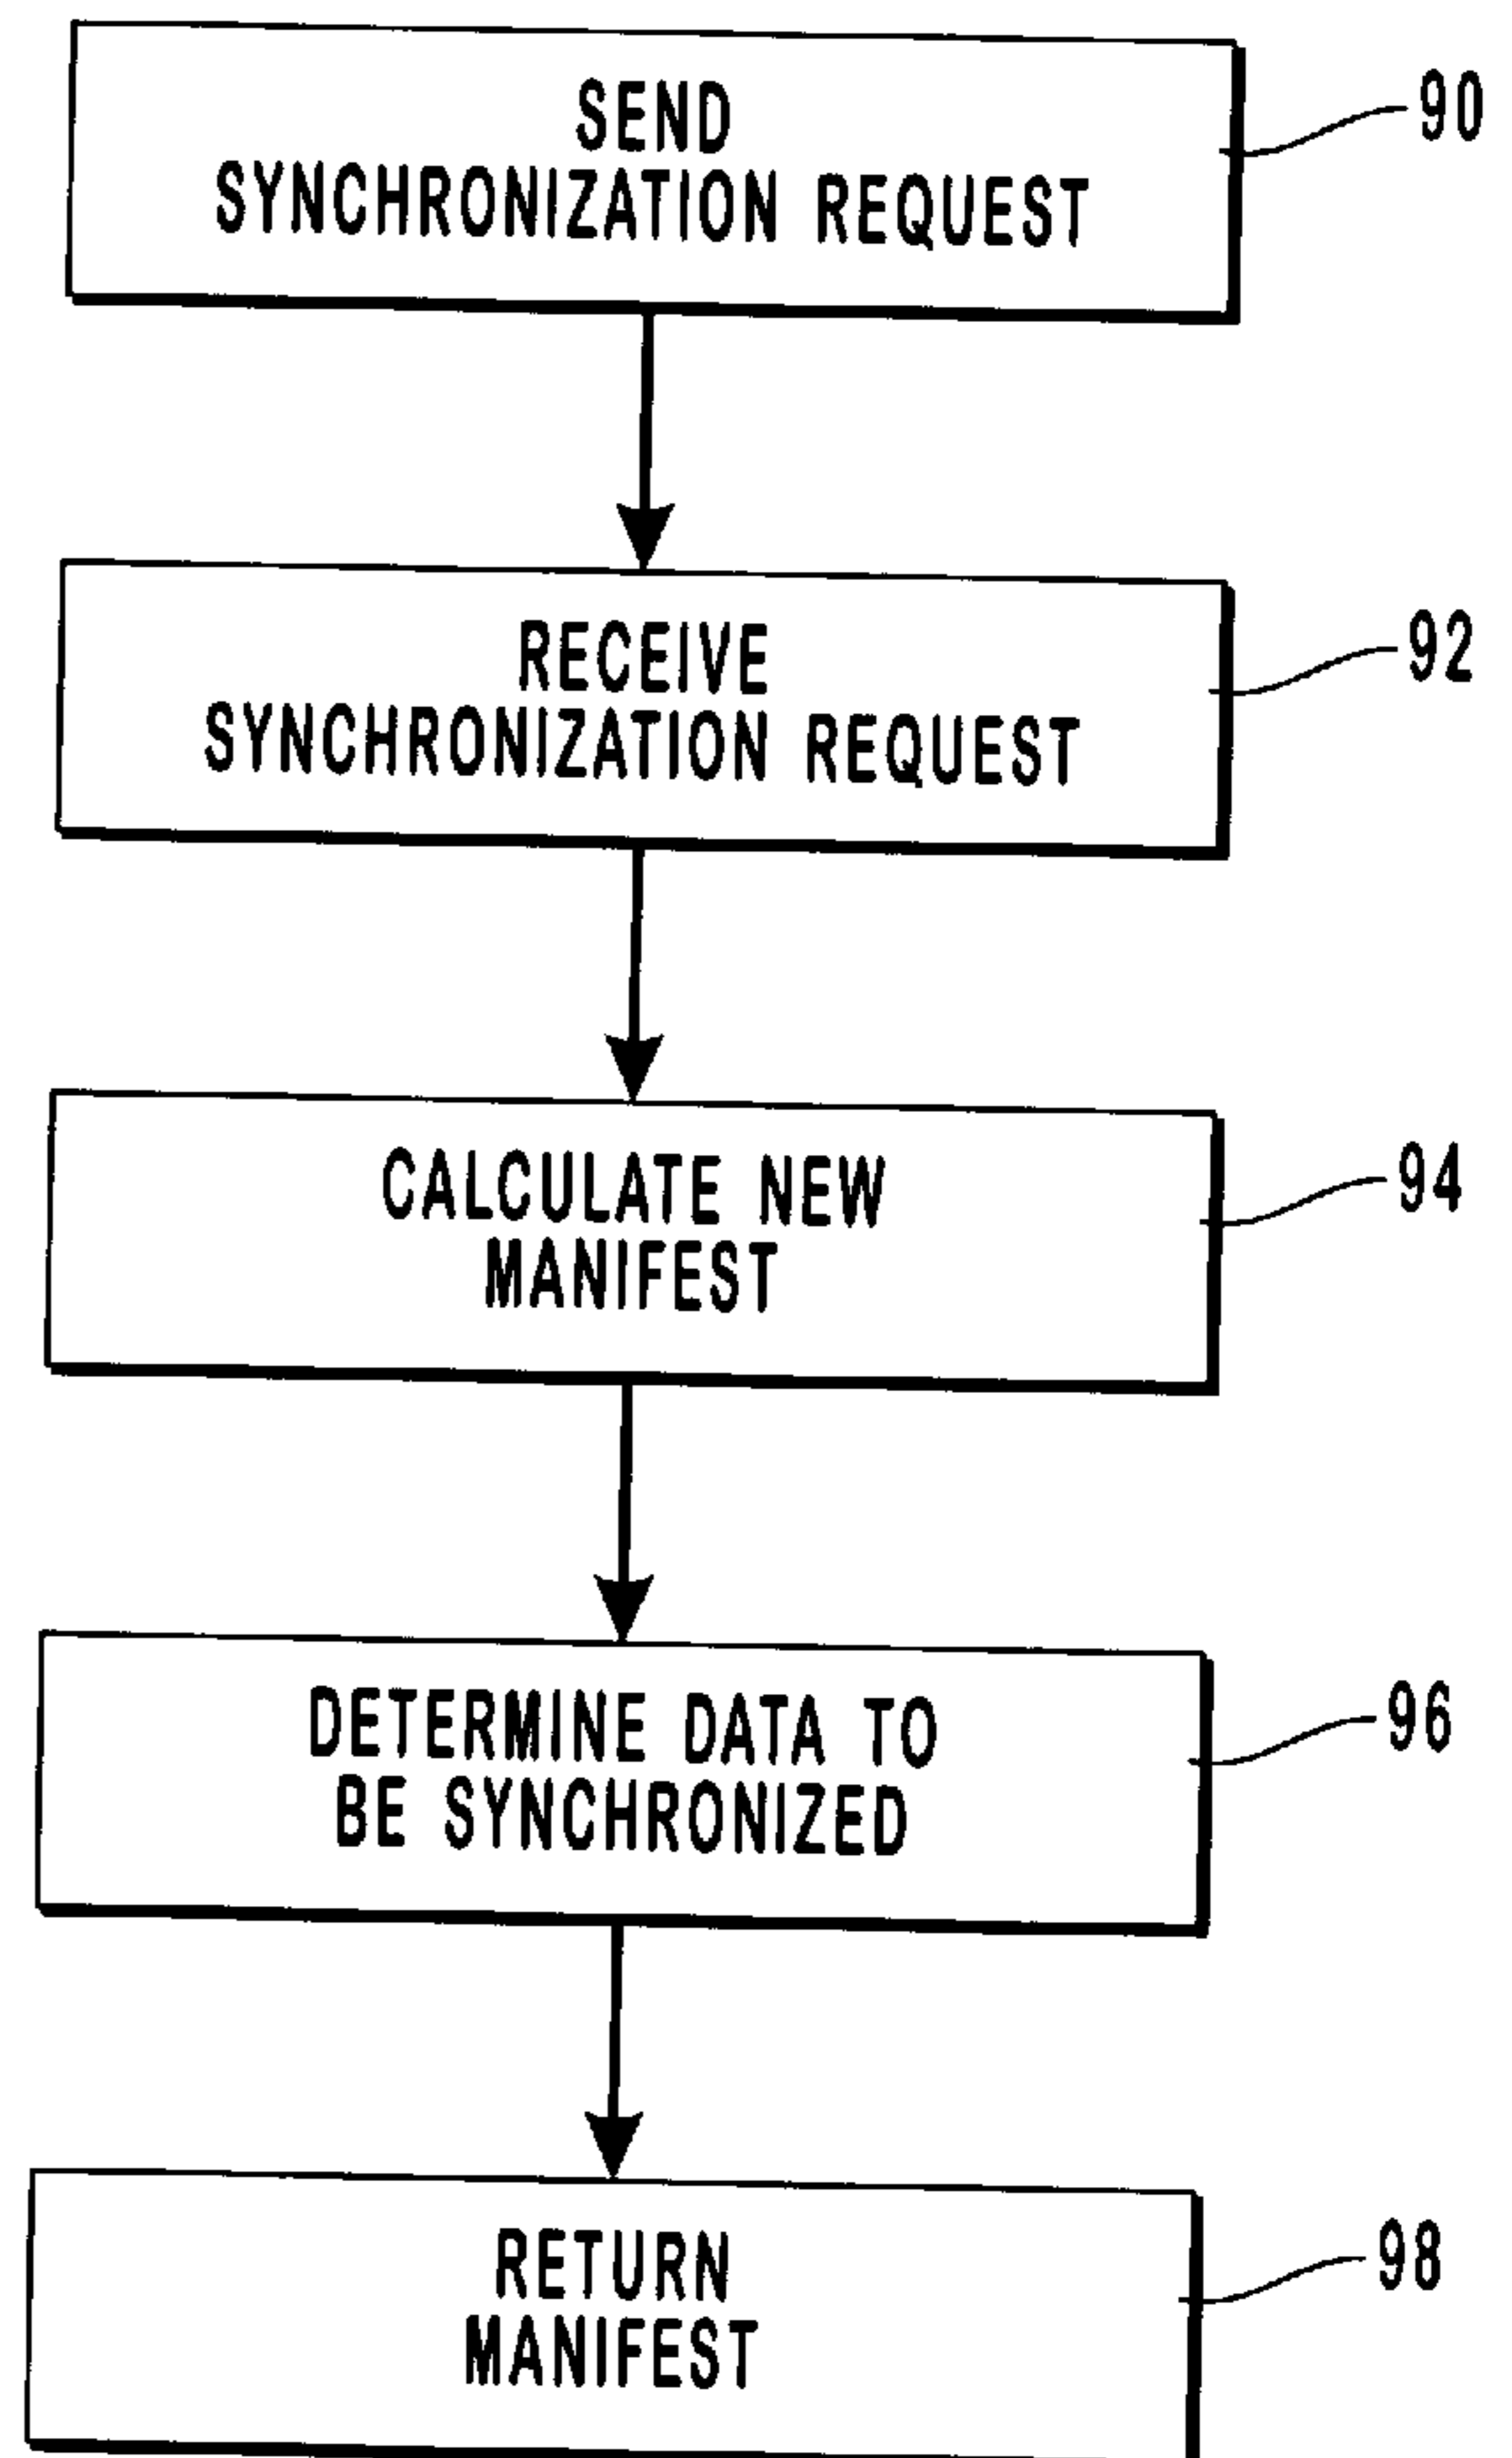 SEND
SYNCHRONIZATION REQUEST
90
RECEIVE
SYNCHRONIZATION REQUEST
92
CALCULATE NEW
MANIFEST
94
DETERMINE DATA TO
BE SYNCHRONIZED
96
RETURN
MANIFEST
98